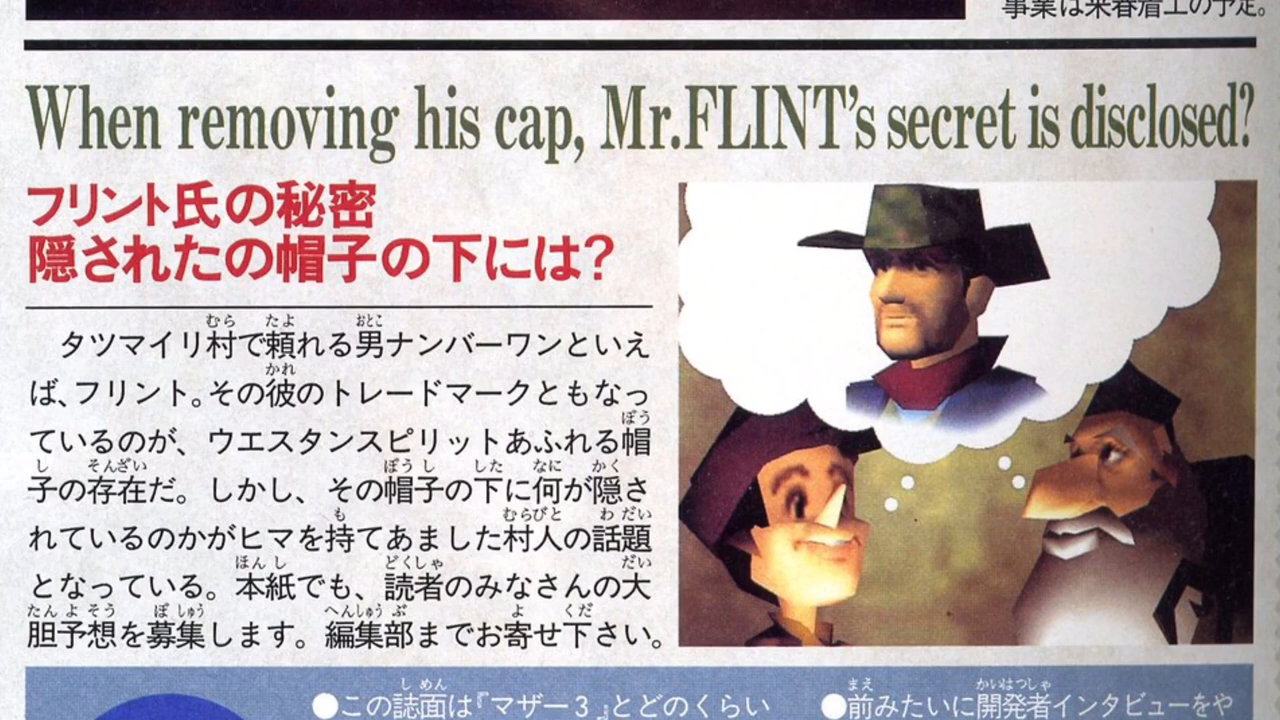 事業は来春着工の予定。
When removing his cap, Mr.FLINT's secret is disclosed?
フリント氏の秘密
隠されたの帽子の下には?
タツマイリ村で頼れる男ナンバーワンといえ
ば、フリント。その彼のトレードマークともなっ
ているのが、ウエスタンスピリットあふれる帽
子の存在だ。しかし、その帽子の下に何が隠さ
れているのかがヒマを持てあました村人の話題
となっている。本紙でも、読者のみなさんの大
胆予想を募集します。編集部までお寄せ下さい。
●この誌面は『マザー3』とどのくらい
●前みたいに開発者インタビューをや